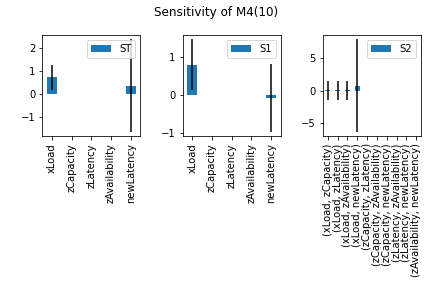 Sensitivity of M4(10)
ST
2
1
0
−1
xLoad
zCapacity
zLatency
zAvailability
newLatency
S1
1
0
−1
xLoad
zCapacity
zLatency
zAvailability
newLatency
S2
5
0
−5
(xLoad, zCapacity)
(xLoad, zLatency)
(xLoad, zAvailability)
(xLoad, newLatency)
(zCapacity, zLatency)
(zCapacity, zAvailability)
(zCapacity, newLatency)
(zLatency, zAvailability)
(zLatency, newLatency)
(zAvailability, newLatency)